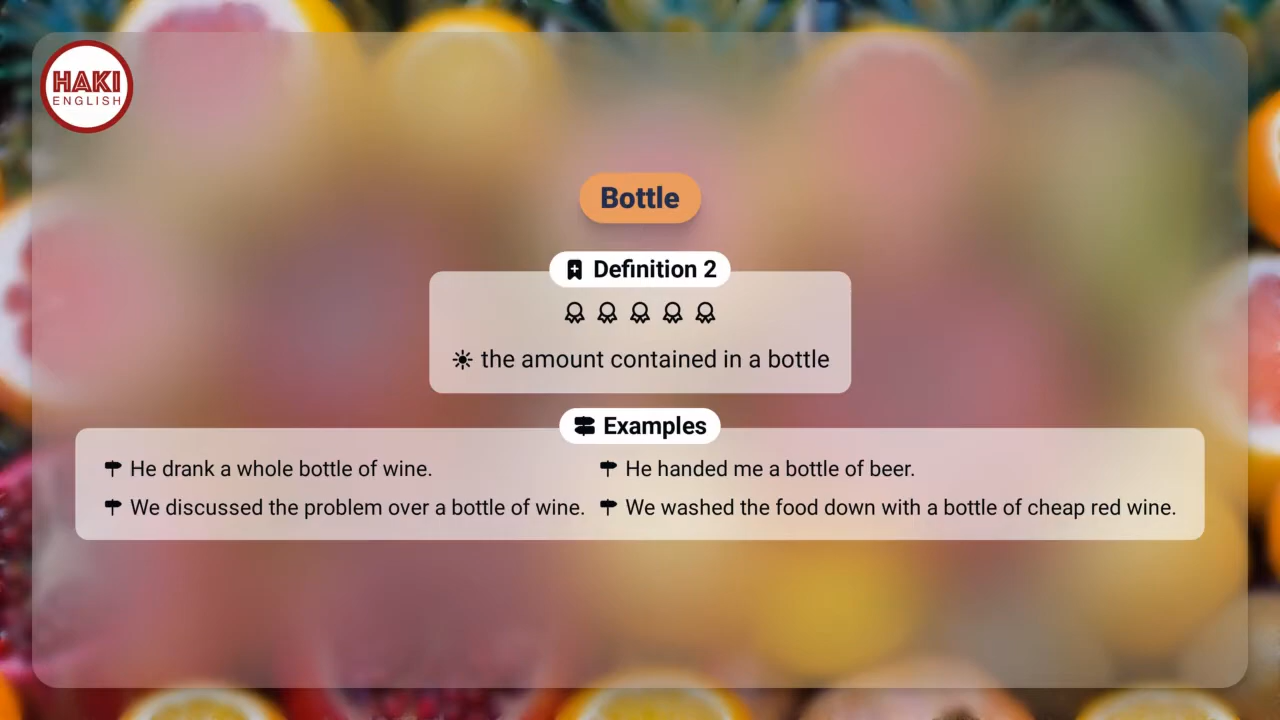 HAKI
ENGLISH
Bottle
Definition 2
the amount contained in a bottle
Examples
He drank a whole bottle of wine.
He handed me a bottle of beer.
We discussed the problem over a bottle of wine.
We washed the food down with a bottle of cheap red wine.